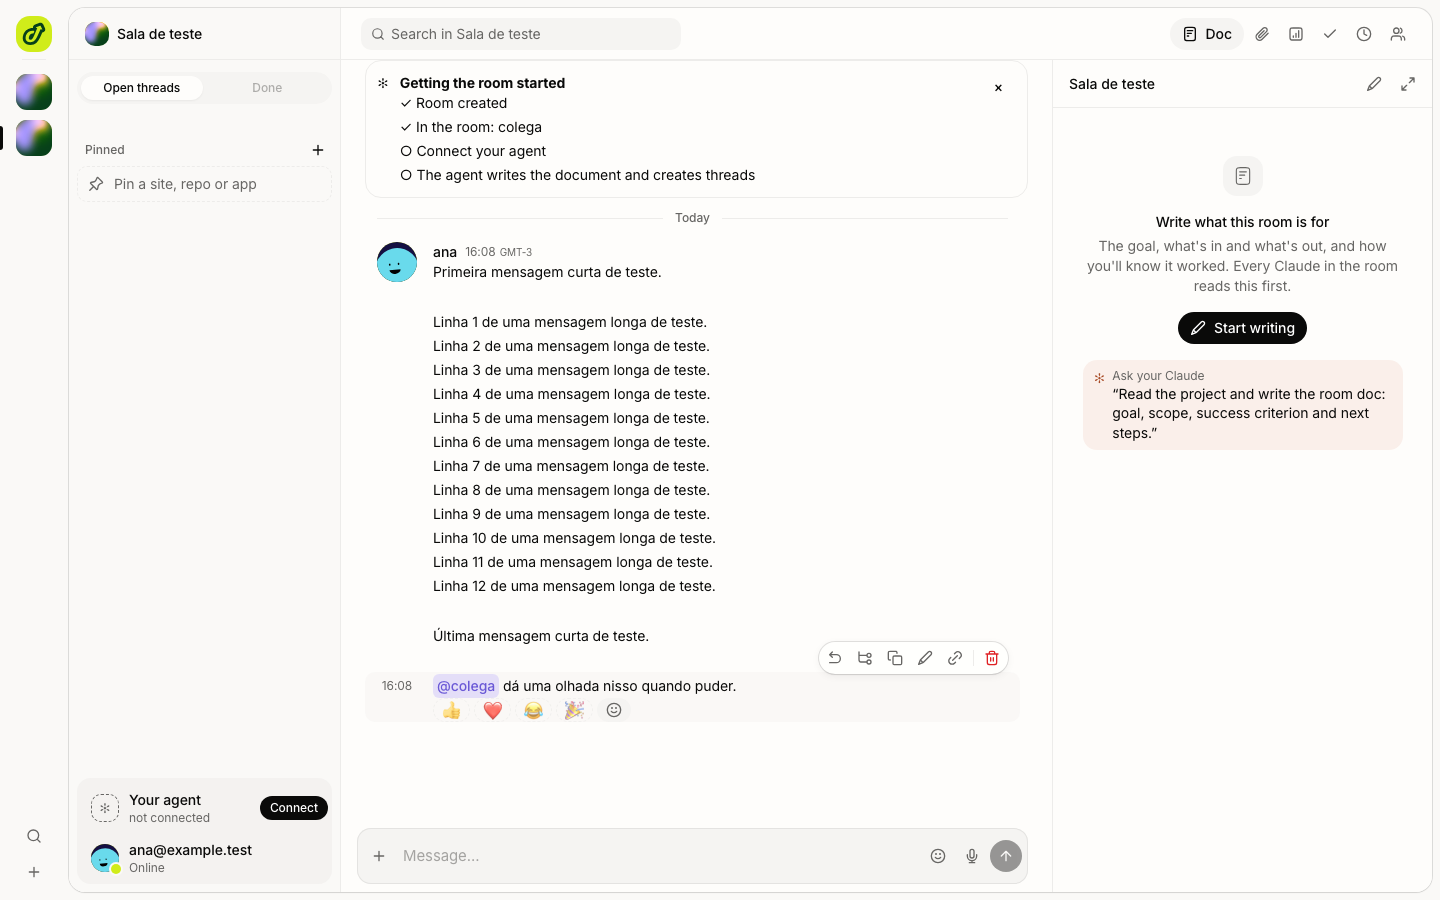 Sala de teste
Search in Sala de teste
Doc
Open threads
Done
Pinned
Pin a site, repo or app
Getting the room started
Room created
In the room: colega
Connect your agent
The agent writes the document and creates threads
Today
ana 16:08 GMT-3
Primeira mensagem curta de teste.
Linha 1 de uma mensagem longa de teste.
Linha 2 de uma mensagem longa de teste.
Linha 3 de uma mensagem longa de teste.
Linha 4 de uma mensagem longa de teste.
Linha 5 de uma mensagem longa de teste.
Linha 6 de uma mensagem longa de teste.
Linha 7 de uma mensagem longa de teste.
Linha 8 de uma mensagem longa de teste.
Linha 9 de uma mensagem longa de teste.
Linha 10 de uma mensagem longa de teste.
Linha 11 de uma mensagem longa de teste.
Linha 12 de uma mensagem longa de teste.
Última mensagem curta de teste.
16:08 @colega dá uma olhada nisso quando puder.
Message...
Your agent
not connected
Connect
ana@example.test
Online
Sala de teste
Write what this room is for
The goal, what's in and what's out, and how
you'll know it worked. Every Claude in the room
reads this first.
Start writing
Ask your Claude
“Read the project and write the room doc:
goal, scope, success criterion and next
steps.”